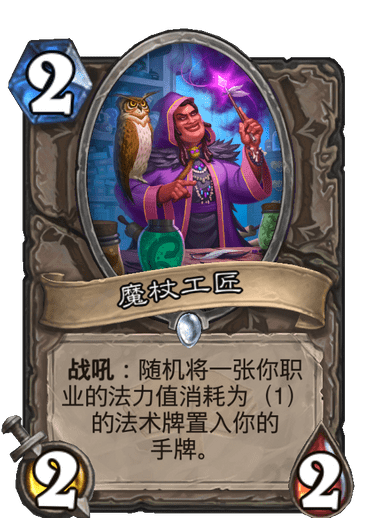 2
魔杖工匠
战吼：随机将一张你职
业的法力值消耗为（1）
的法术牌置入你的
手牌。
2
2